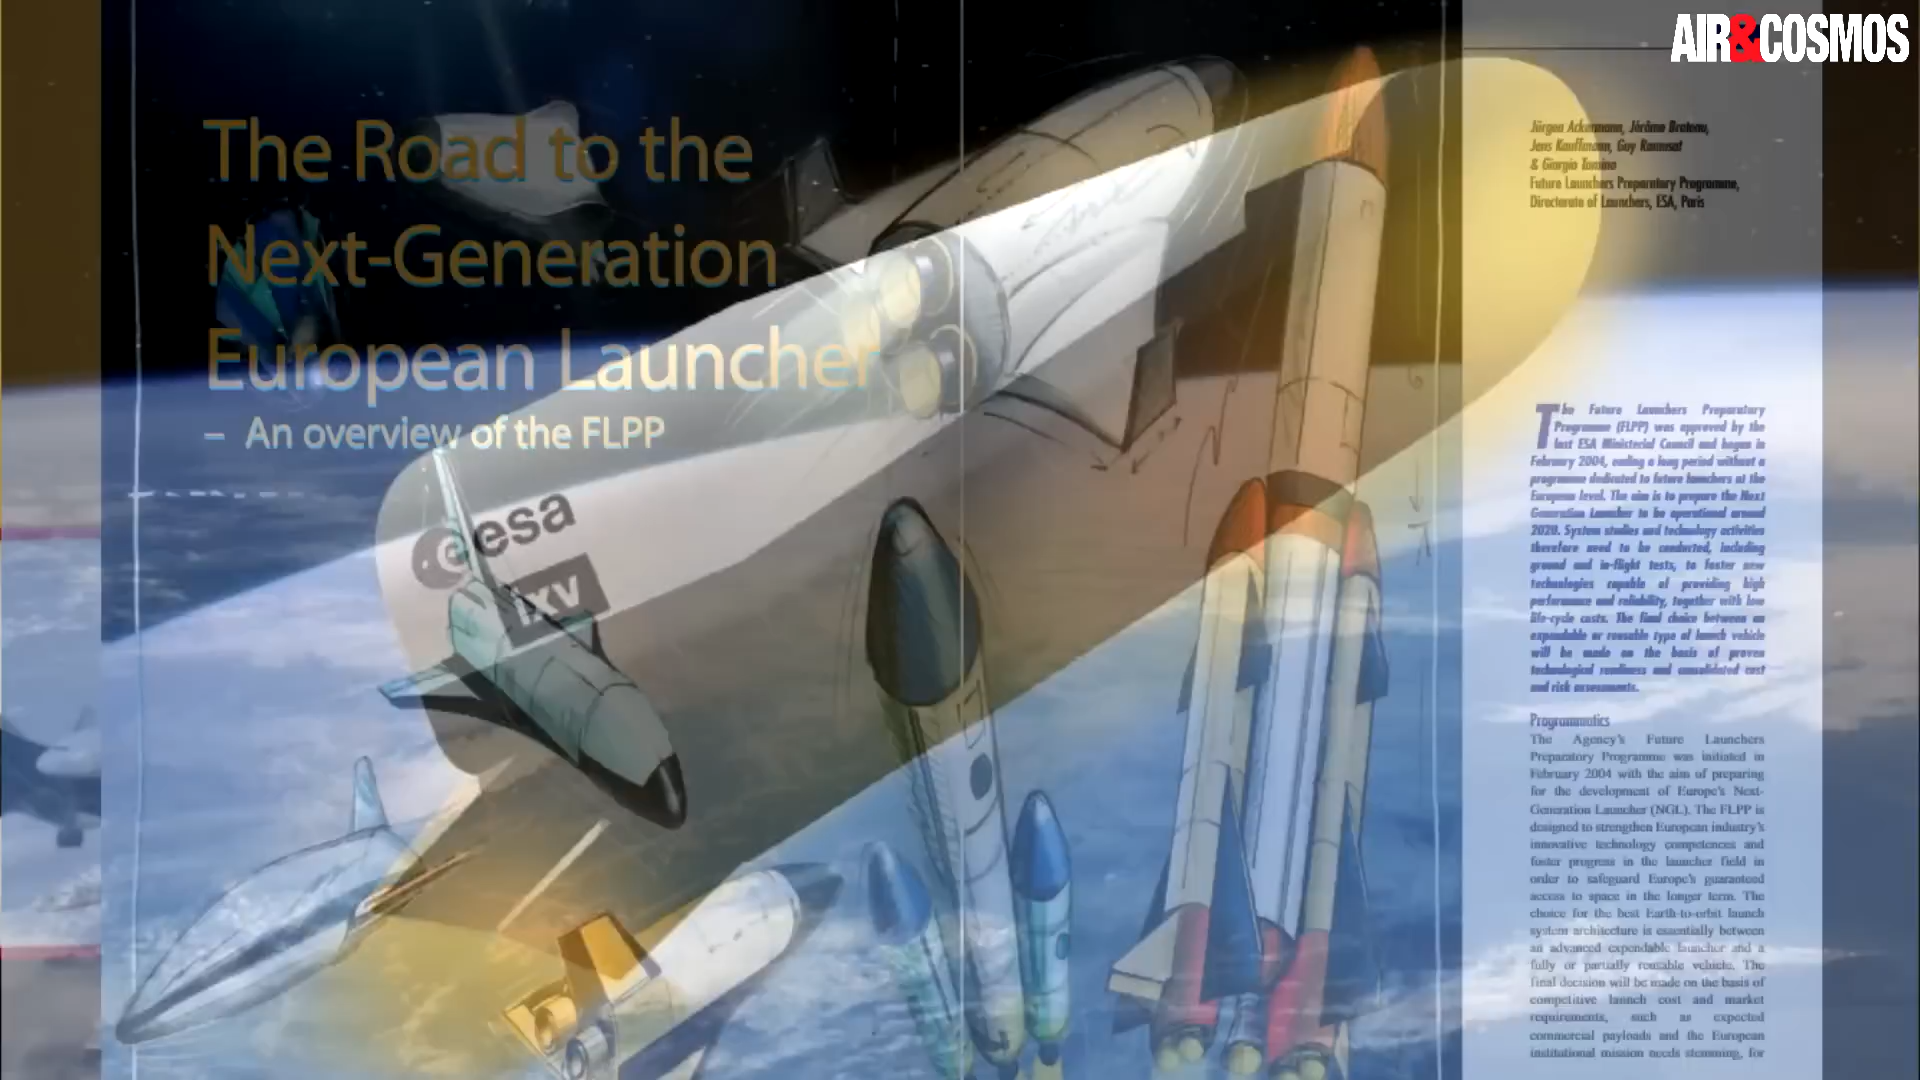 AIR&COSMOS
The Road to the
Next-Generation
European Launcher
– An overview of the FLPP
esa
ixv
Jürgen Ackermann, Jérôme Breteau,
Jens Kauffmann, Guy Ramusat
& Giorgio Tumino
Future Launchers Preparatory Programme,
Directorate of Launchers, ESA, Paris
The Future Launchers Preparatory
Programme (FLPP) was approved by the
last ESA Ministerial Council and began in
February 2004, ending a long period without a
programme dedicated to future launchers at the
European level. The aim is to prepare the Next
Generation Launcher to be operational around
2020. System studies and technology activities
therefore need to be conducted, including
ground and in-flight tests, to foster new
technologies capable of providing high
performance and reliability, together with low
life-cycle costs. The final choice between an
expendable or reusable type of launch vehicle
will be made on the basis of proven
technological readiness and consolidated cost
and risk assessments.
Programmatics
The Agency's Future Launchers
Preparatory Programme was initiated in
February 2004 with the aim of preparing
for the development of Europe's Next-
Generation Launcher (NGL). The FLPP is
designed to strengthen European industry's
innovative technology competences and
foster progress in the launcher field in
order to safeguard Europe's guaranteed
access to space in the longer term. The
choice for the best Earth-to-orbit launch
system architecture is essentially between
an advanced expendable launcher and a
fully or partially reusable vehicle. The
final decision will be made on the basis of
competitive launch cost and market
requirements, such as expected
commercial payloads and the European
institutional mission needs stemming, for